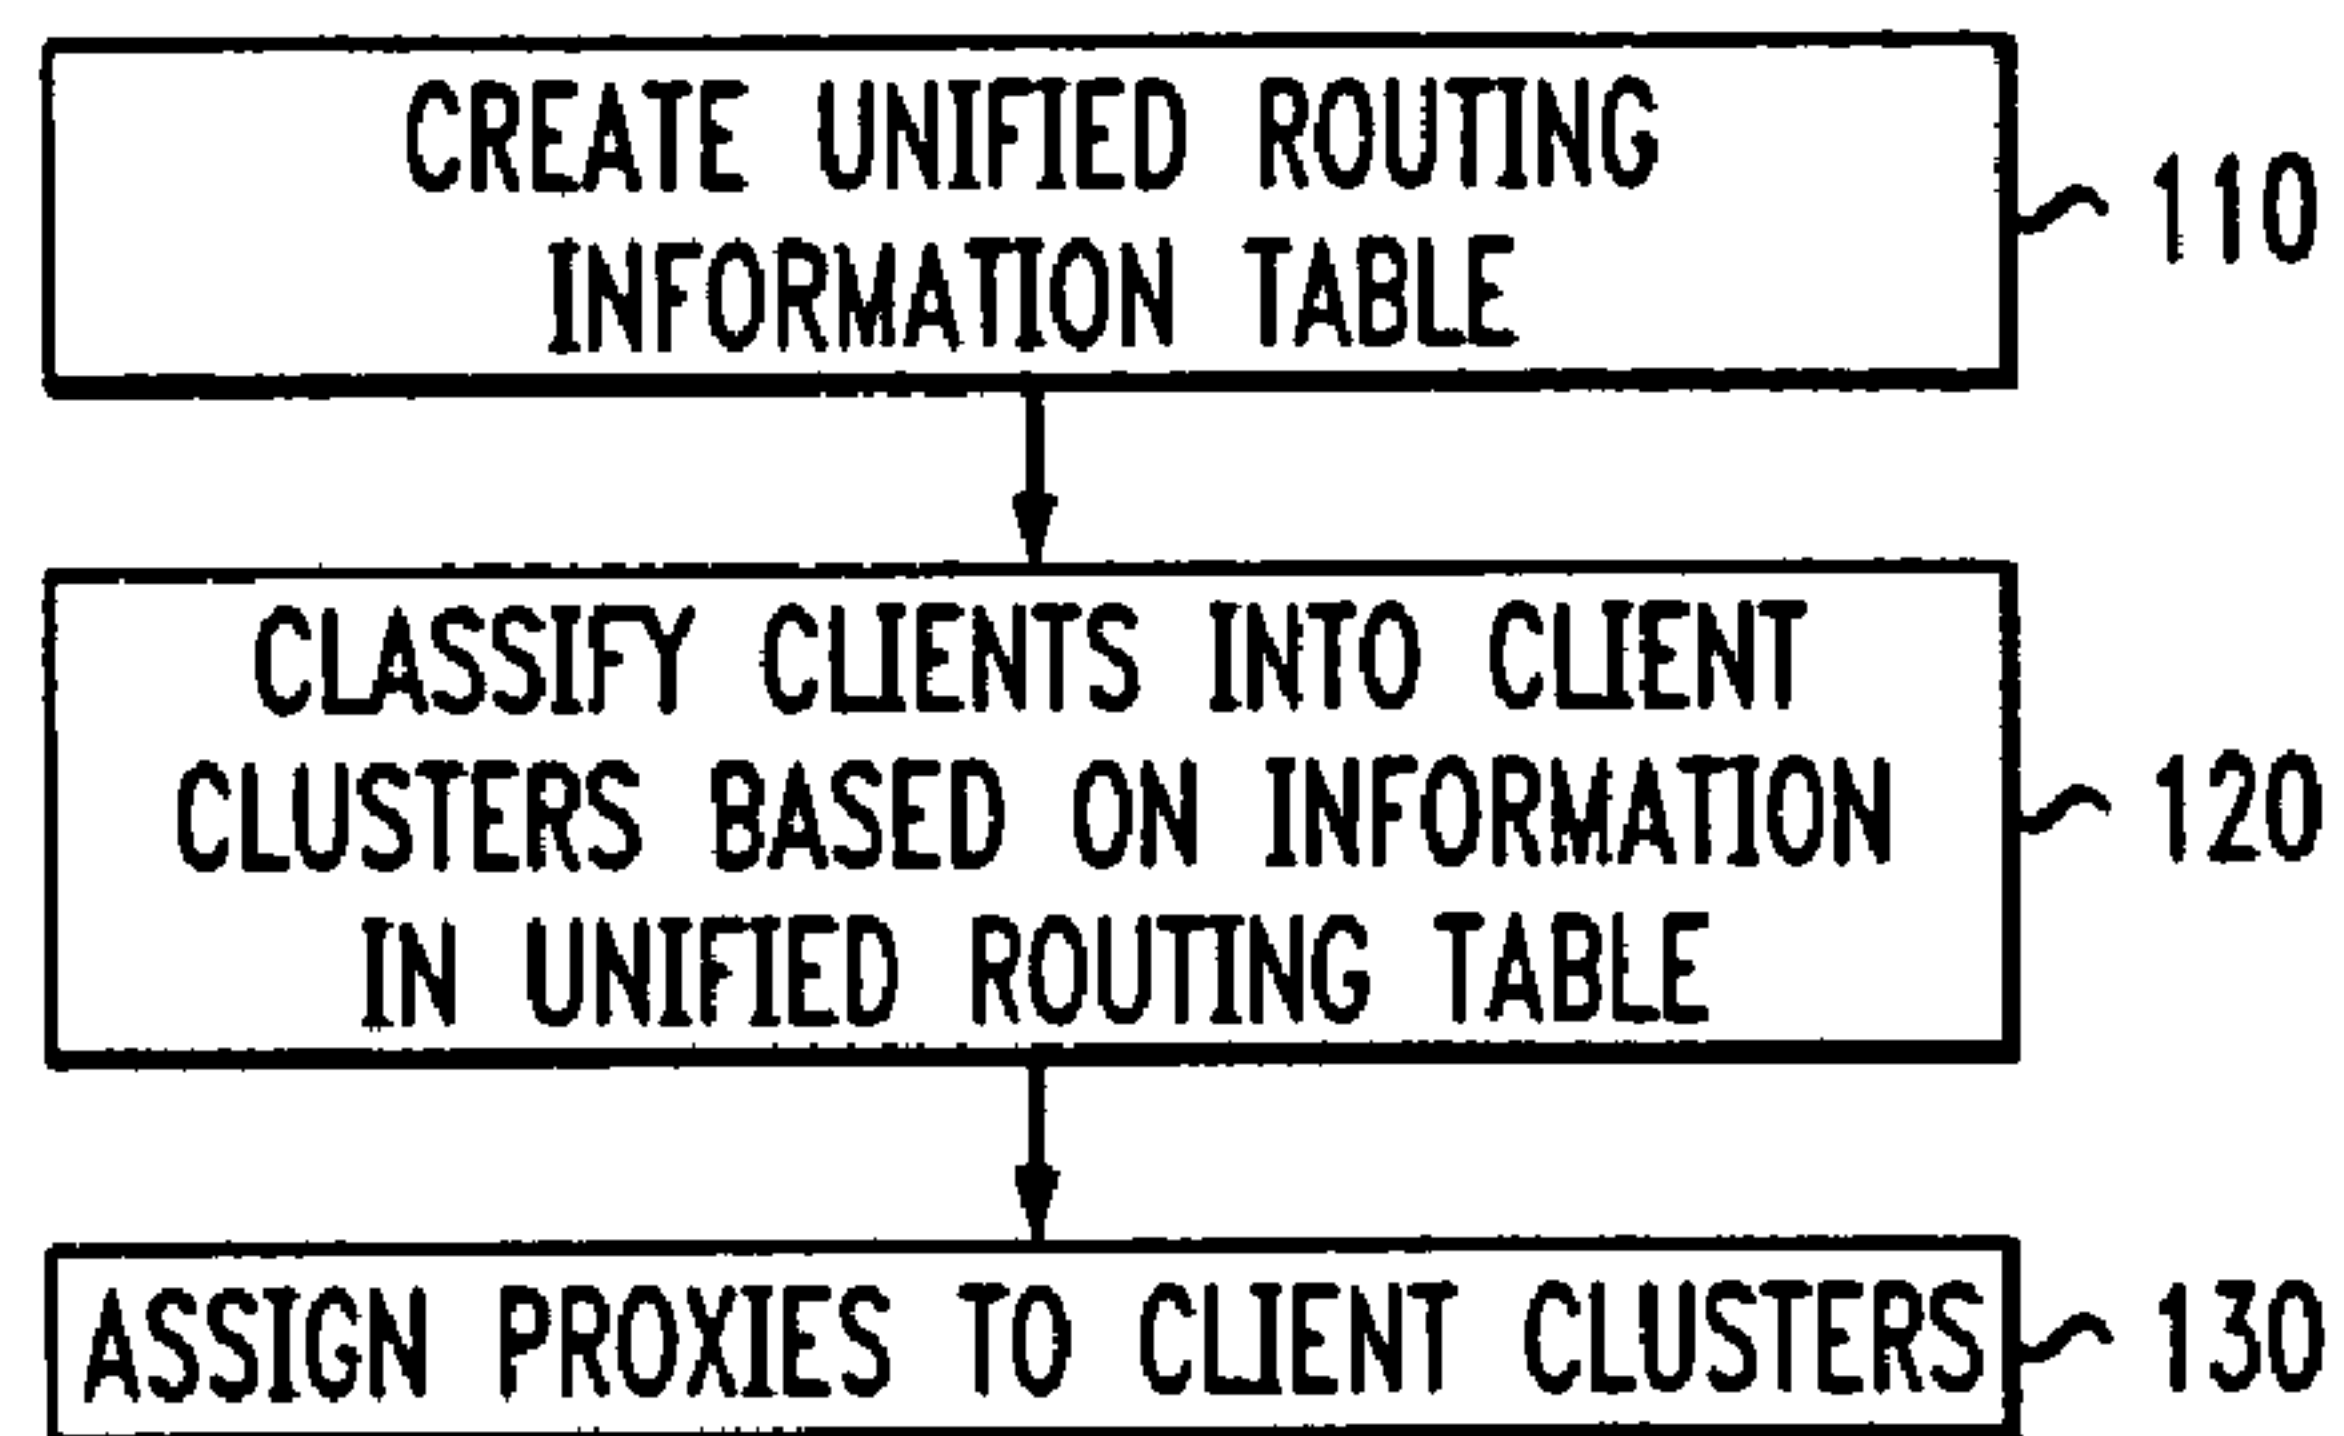 CREATE UNIFIED ROUTING
INFORMATION TABLE
110
CLASSIFY CLIENTS INTO CLIENT
CLUSTERS BASED ON INFORMATION
IN UNIFIED ROUTING TABLE
120
ASSIGN PROXIES TO CLIENT CLUSTERS
130